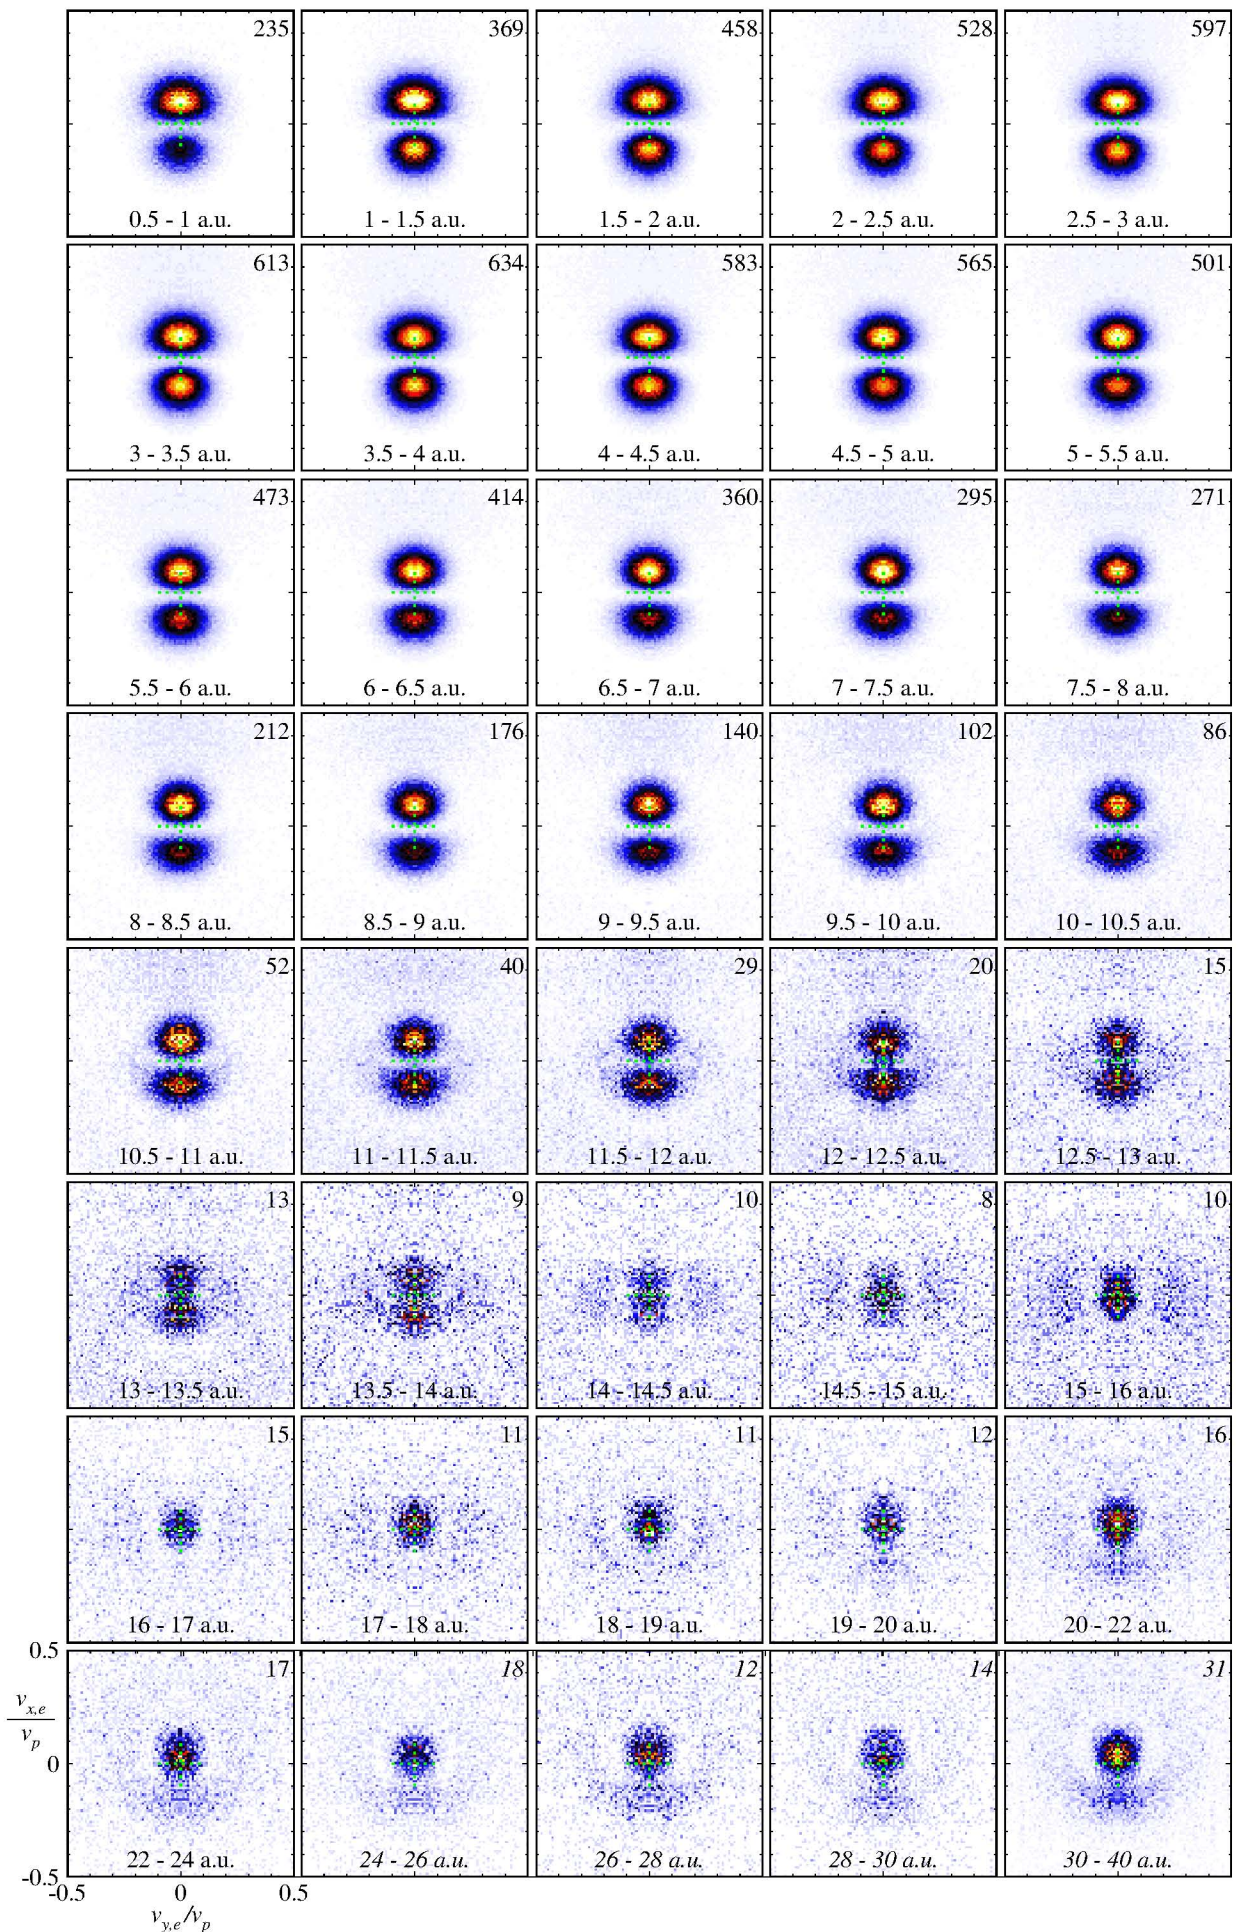 235 369 458 528 597
0.5 - 1 a.u. 1 - 1.5 a.u. 1.5 - 2 a.u. 2 - 2.5 a.u. 2.5 - 3 a.u.
613 634 583 565 501
3 - 3.5 a.u. 3.5 - 4 a.u. 4 - 4.5 a.u. 4.5 - 5 a.u. 5 - 5.5 a.u.
473 414 360 295 271
5.5 - 6 a.u. 6 - 6.5 a.u. 6.5 - 7 a.u. 7 - 7.5 a.u. 7.5 - 8 a.u.
212 176 140 102 86
8 - 8.5 a.u. 8.5 - 9 a.u. 9 - 9.5 a.u. 9.5 - 10 a.u. 10 - 10.5 a.u.
52 40 29 20 15
10.5 - 11 a.u. 11 - 11.5 a.u. 11.5 - 12 a.u. 12 - 12.5 a.u. 12.5 - 13 a.u.
13 9 10 8 10
13 - 13.5 a.u. 13.5 - 14 a.u. 14 - 14.5 a.u. 14.5 - 15 a.u. 15 - 16 a.u.
15 11 11 12 16
16 - 17 a.u. 17 - 18 a.u. 18 - 19 a.u. 19 - 20 a.u. 20 - 22 a.u.
0.5 17 18 12 14 31
v_{x,e}
v_p
0
22 - 24 a.u. 24 - 26 a.u. 26 - 28 a.u. 28 - 30 a.u. 30 - 40 a.u.
-0.5
-0.5 0 0.5
v_{y,e}/v_p